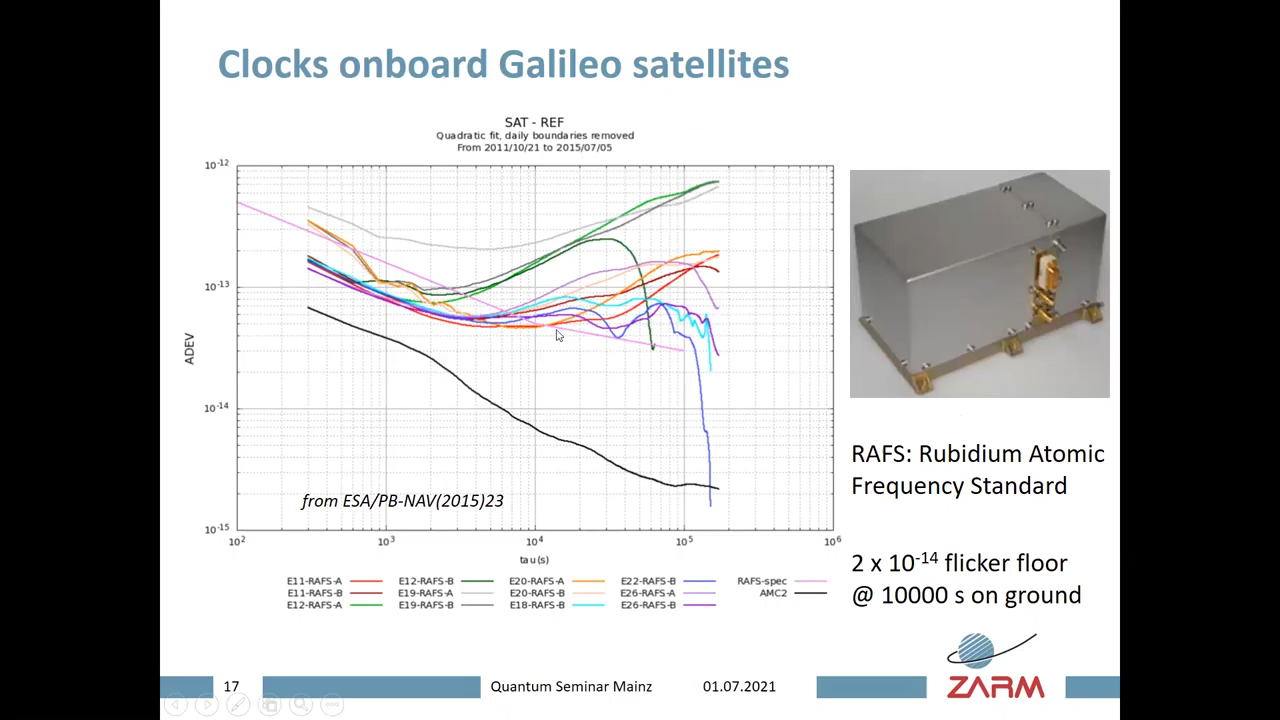 Clocks onboard Galileo satellites
SAT - REF
Quadratic fit, daily boundaries removed
From 2011/10/21 to 2015/07/05
10-12
10-13
10-14
10-15
ADEV
from ESA/PB-NAV(2015)23
102 103 104 105 106
tau(s)
E11-RAFS-A E12-RAFS-B E20-RAFS-A E22-RAFS-B RAFS-spec
E11-RAFS-B E19-RAFS-A E20-RAFS-B E26-RAFS-A AMC2
E12-RAFS-A E19-RAFS-B E18-RAFS-B E26-RAFS-B
RAFS: Rubidium Atomic
Frequency Standard
2 x 10-14 flicker floor
@ 10000 s on ground
17 Quantum Seminar Mainz 01.07.2021
ZARM